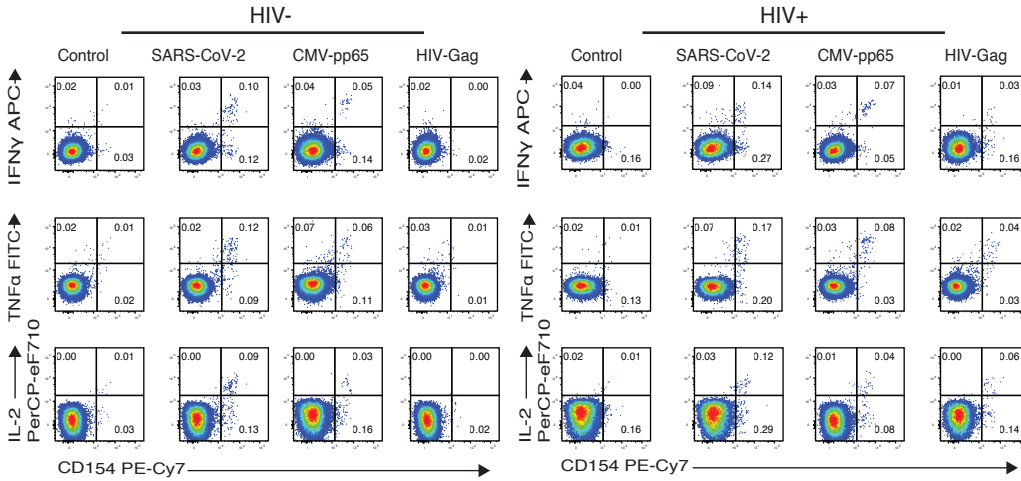 HIV- HIV+
Control SARS-CoV-2 CMV-pp65 HIV-Gag Control SARS-CoV-2 CMV-pp65 HIV-Gag
IFNγ APC
0.02 0.01 0.03 0.10 0.04 0.05 0.02 0.00 0.04 0.00 0.09 0.14 0.03 0.07 0.01 0.03
0.03 0.12 0.14 0.02 0.16 0.27 0.05 0.16
TNFα FITC
0.02 0.01 0.02 0.12 0.07 0.06 0.03 0.01 0.02 0.01 0.07 0.17 0.03 0.08 0.02 0.04
0.02 0.09 0.11 0.01 0.13 0.20 0.03 0.03
IL-2
PerCP-eF710
0.00 0.01 0.00 0.09 0.00 0.03 0.00 0.00 0.02 0.01 0.03 0.12 0.01 0.04 0.00 0.06
0.03 0.13 0.16 0.02 0.16 0.29 0.08 0.14
CD154 PE-Cy7 CD154 PE-Cy7
IFNγ APC
TNFα FITC
IL-2
PerCP-eF710